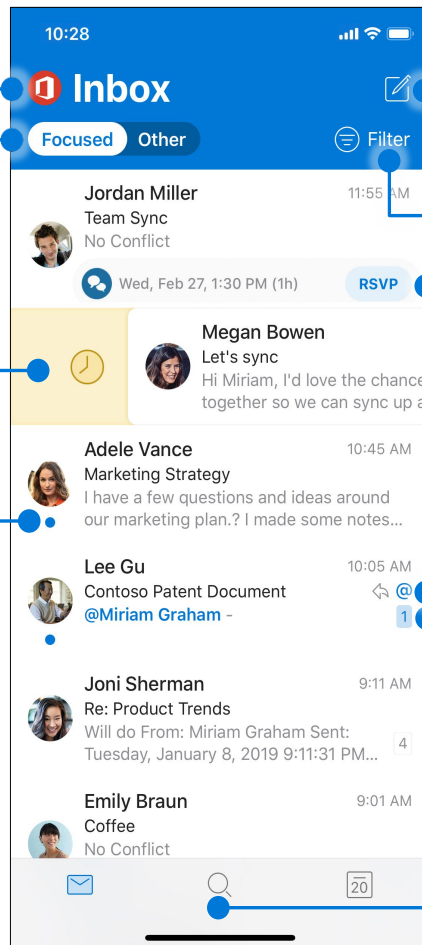 10:28
Inbox
Focused Other Filter
Jordan Miller 11:55 AM
Team Sync
No Conflict
Wed, Feb 27, 1:30 PM (1h) RSVP
Megan Bowen
Let's sync
Hi Miriam, I'd love the chance
together so we can sync up a
Adele Vance 10:45 AM
Marketing Strategy
I have a few questions and ideas around
our marketing plan.? I made some notes...
Lee Gu 10:05 AM
Contoso Patent Document @
@Miriam Graham - 1
Joni Sherman 9:11 AM
Re: Product Trends
Will do From: Miriam Graham Sent:
Tuesday, January 8, 2019 9:11:31 PM... 4
Emily Braun 9:01 AM
Coffee
No Conflict
20